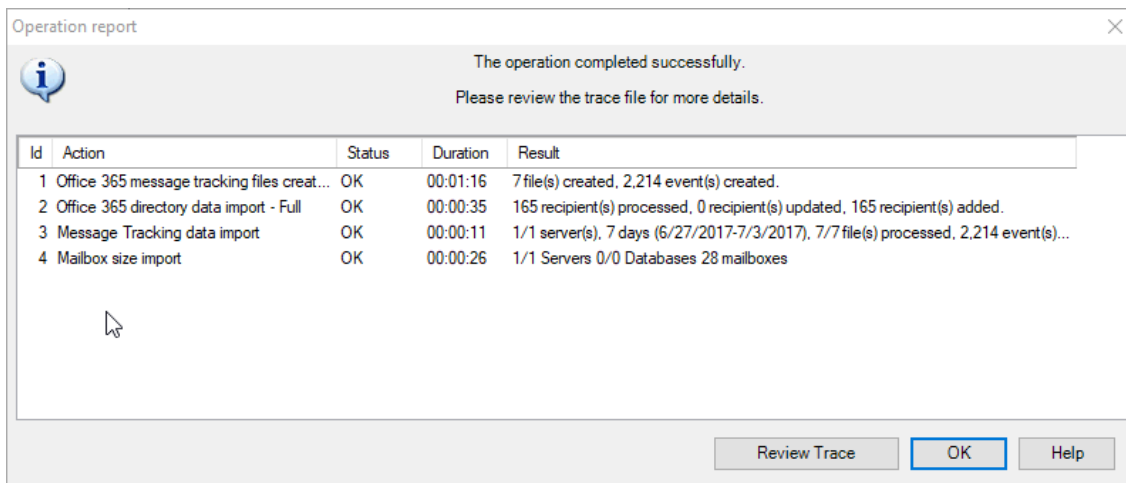 Operation report
The operation completed successfully.
Please review the trace file for more details.
Id Action Status Duration Result
1 Office 365 message tracking files creat... OK 00:01:16 7 file(s) created, 2,214 event(s) created.
2 Office 365 directory data import - Full OK 00:00:35 165 recipient(s) processed, 0 recipient(s) updated, 165 recipient(s) added.
3 Message Tracking data import OK 00:00:11 1/1 server(s), 7 days (6/27/2017-7/3/2017), 7/7 file(s) processed, 2,214 event(s)...
4 Mailbox size import OK 00:00:26 1/1 Servers 0/0 Databases 28 mailboxes
Review Trace OK Help